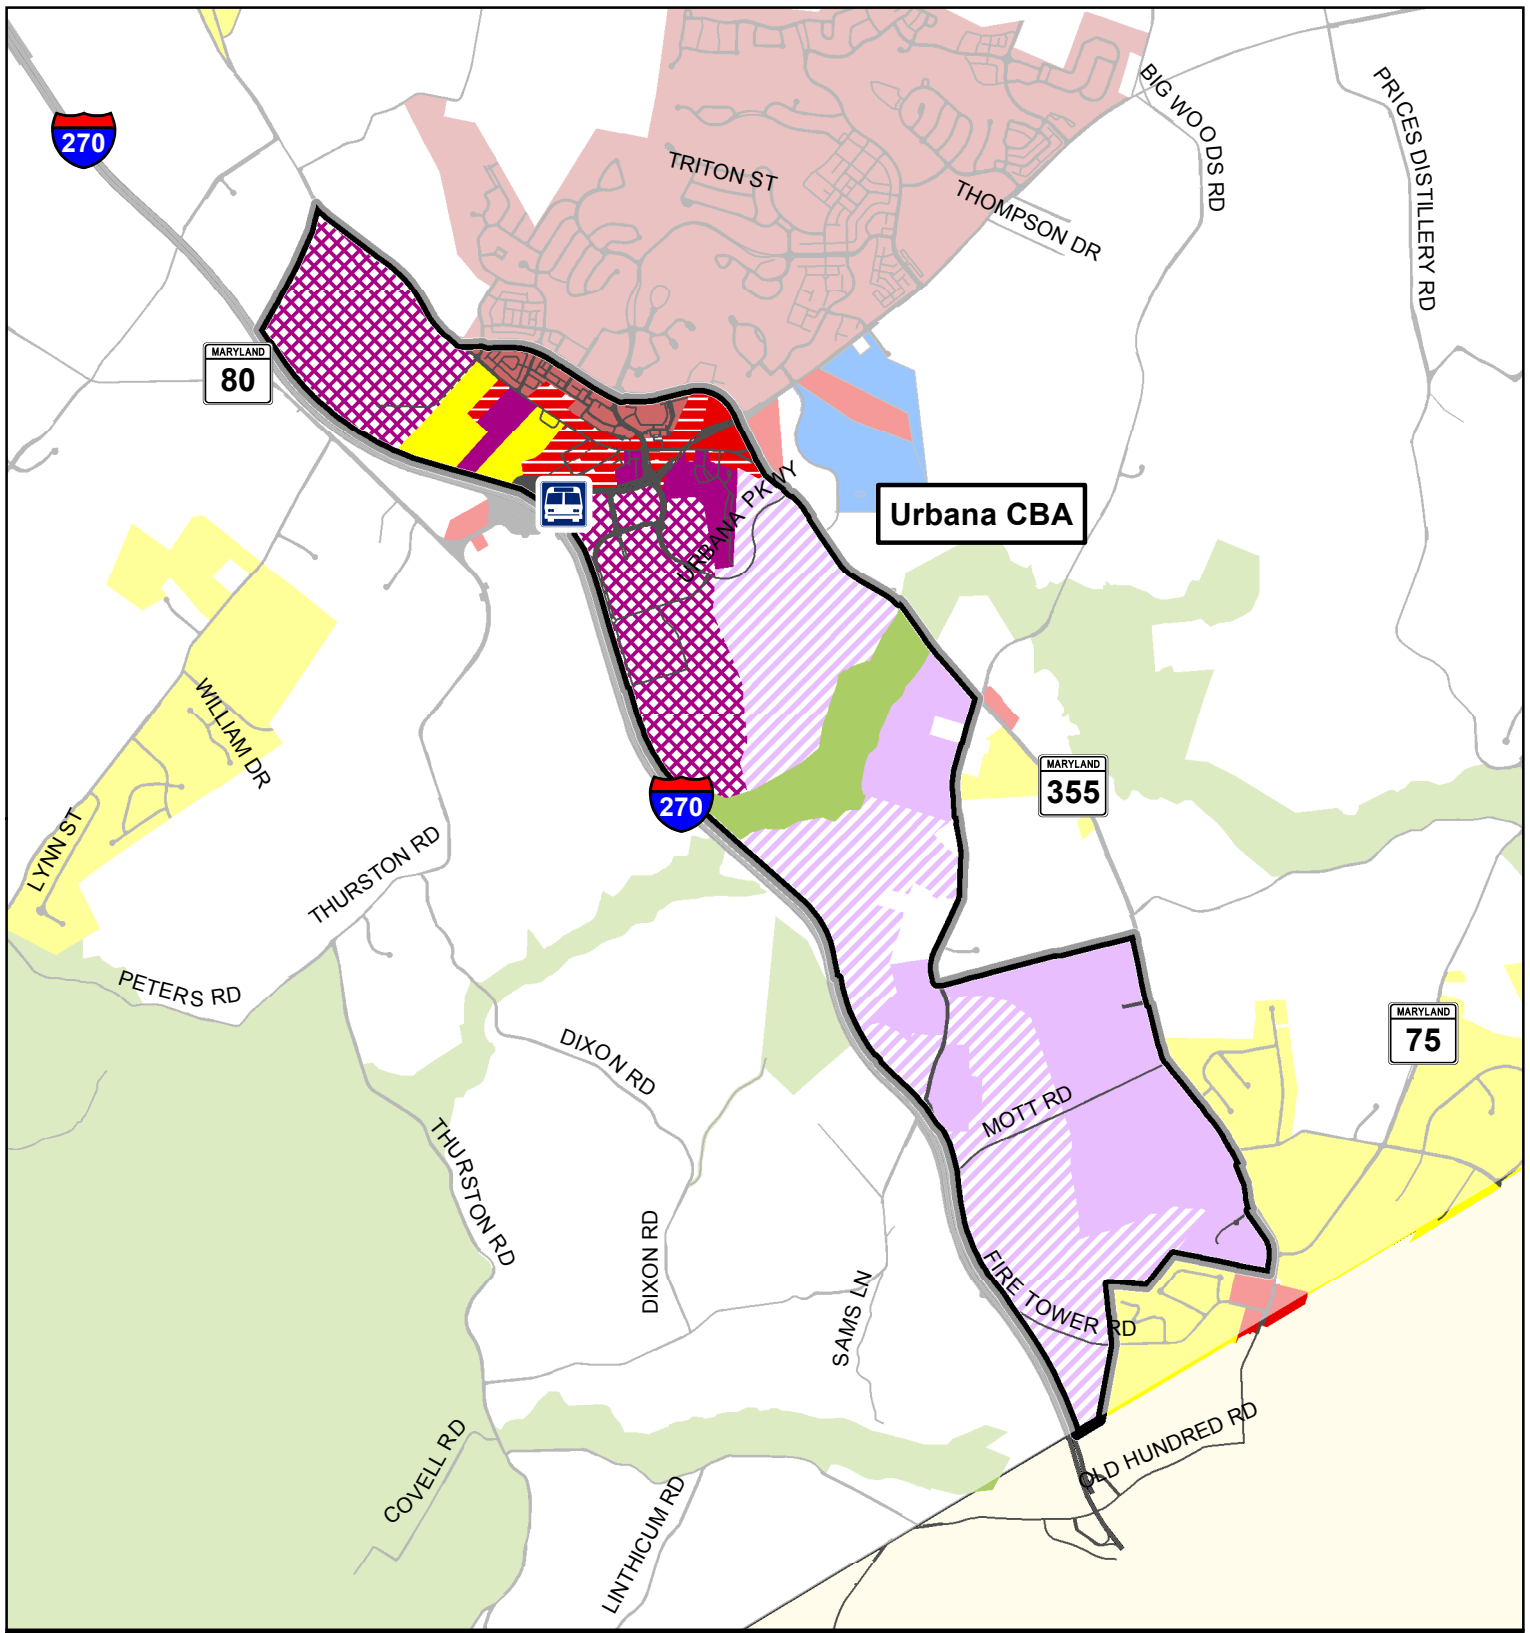 270
TRITON ST
BIG WOODS RD
PRICES DISTILLERY RD
THOMPSON DR
MARYLAND
80
URBANA PKWY
Urbana CBA
WILLIAM DR
270
MARYLAND
355
LYNN ST
THURSTON RD
PETERS RD
DIXON RD
MARYLAND
75
MOTT RD
THURSTON RD
DIXON RD
SAMS LN
FIRE TOWER RD
COVELL RD
OLD HUNDRED RD
LINTHICUM RD